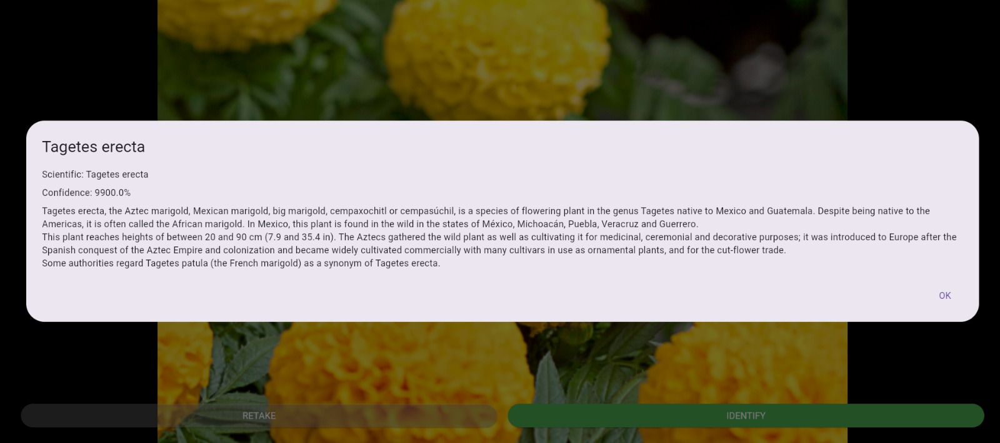 Tagetes erecta
Scientific: Tagetes erecta
Confidence: 9900.0%
Tagetes erecta, the Aztec marigold, Mexican marigold, big marigold, cempaxochitl or cempasúchil, is a species of flowering plant in the genus Tagetes native to Mexico and Guatemala. Despite being native to the
Americas, it is often called the African marigold. In Mexico, this plant is found in the wild in the states of México, Michoacán, Puebla, Veracruz and Guerrero.
This plant reaches heights of between 20 and 90 cm (7.9 and 35.4 in). The Aztecs gathered the wild plant as well as cultivating it for medicinal, ceremonial and decorative purposes; it was introduced to Europe after the
Spanish conquest of the Aztec Empire and colonization and became widely cultivated commercially with many cultivars in use as ornamental plants, and for the cut-flower trade.
Some authorities regard Tagetes patula (the French marigold) as a synonym of Tagetes erecta.
OK
RETAKE
IDENTIFY